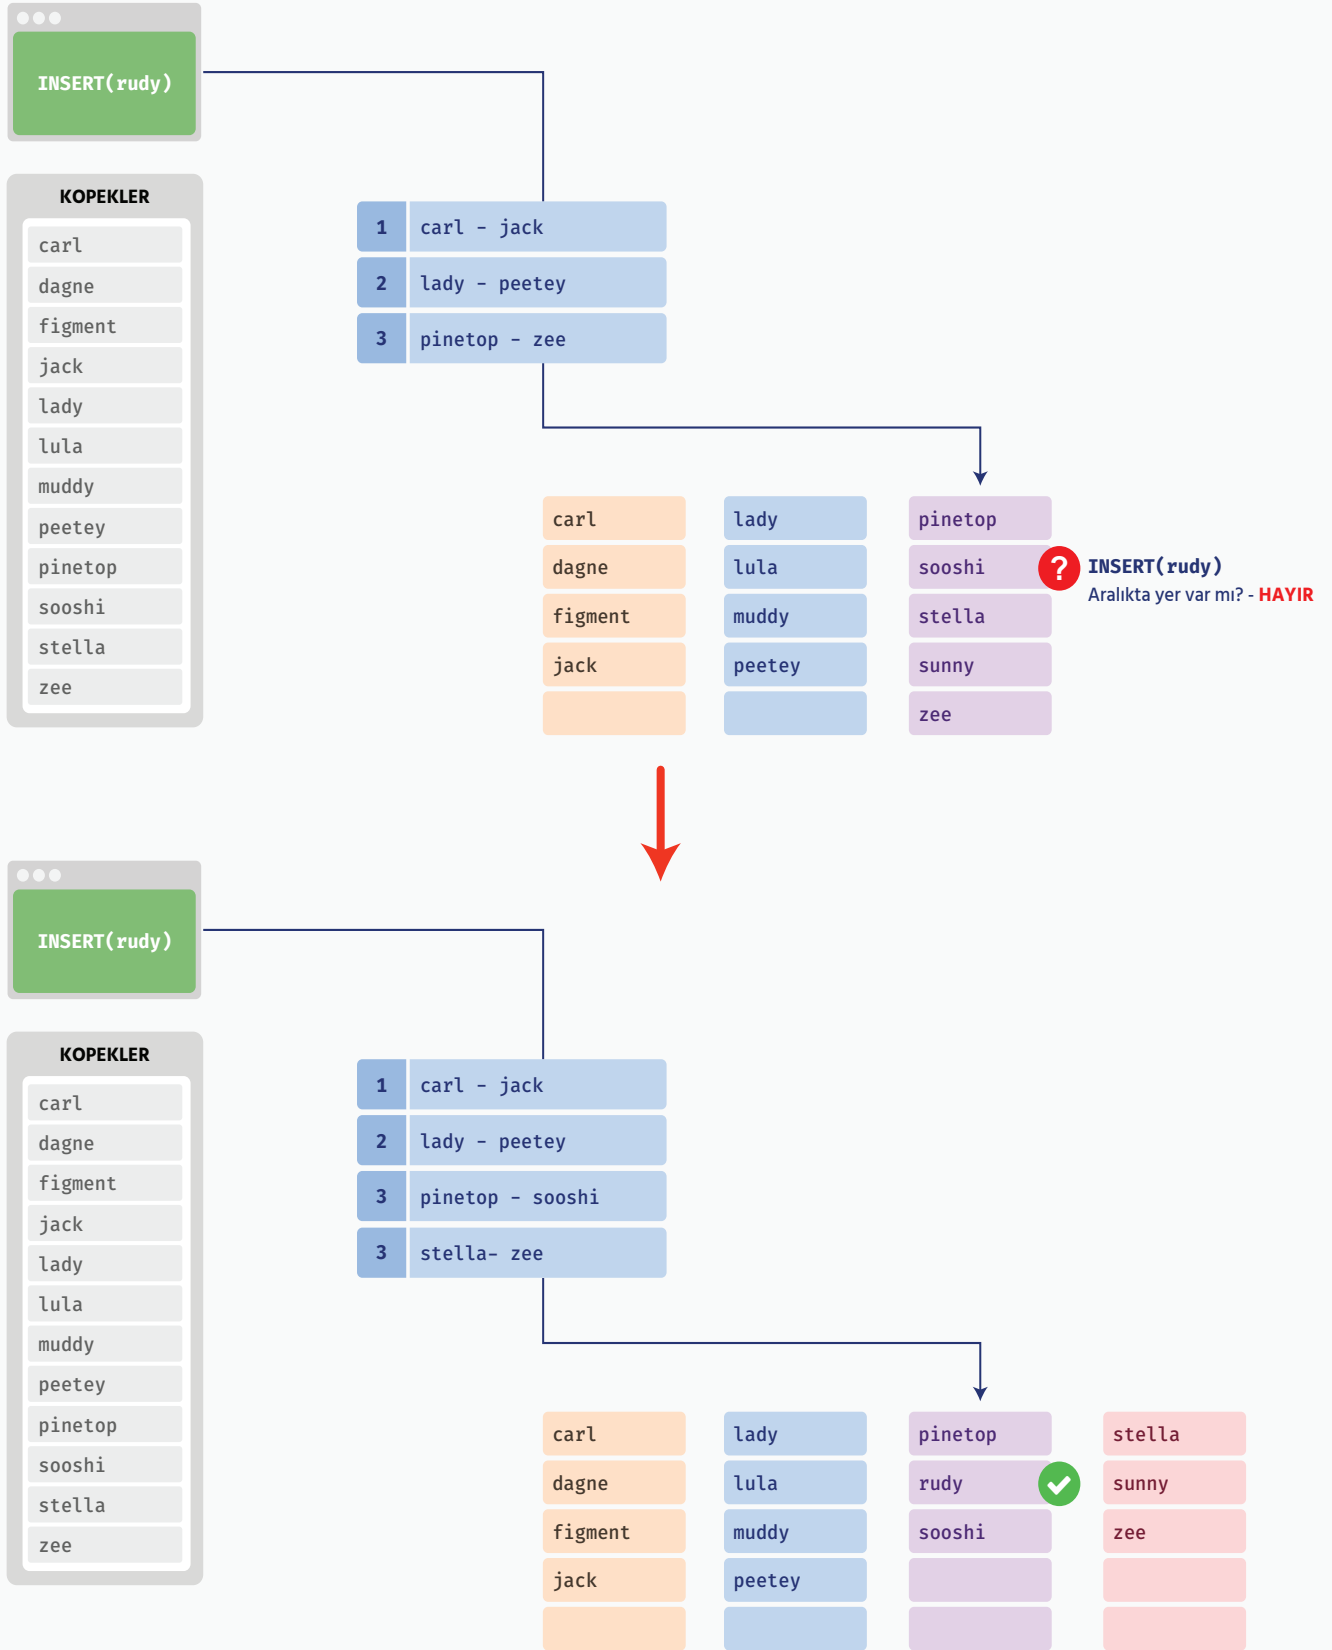 INSERT(rudy)
KOPEKLER
carl
dagne
figment
jack
lady
lula
muddy
peetey
pinetop
sooshi
stella
zee
1 carl - jack
2 lady - peetey
3 pinetop - zee
carl
dagne
figment
jack
lady
lula
muddy
peetey
pinetop
sooshi
stella
sunny
zee
?
INSERT(rudy)
Aralıkta yer var mı? - HAYIR
INSERT(rudy)
KOPEKLER
carl
dagne
figment
jack
lady
lula
muddy
peetey
pinetop
sooshi
stella
zee
1 carl - jack
2 lady - peetey
3 pinetop - sooshi
3 stella- zee
carl
dagne
figment
jack
lady
lula
muddy
peetey
pinetop
rudy
sooshi
stella
sunny
zee